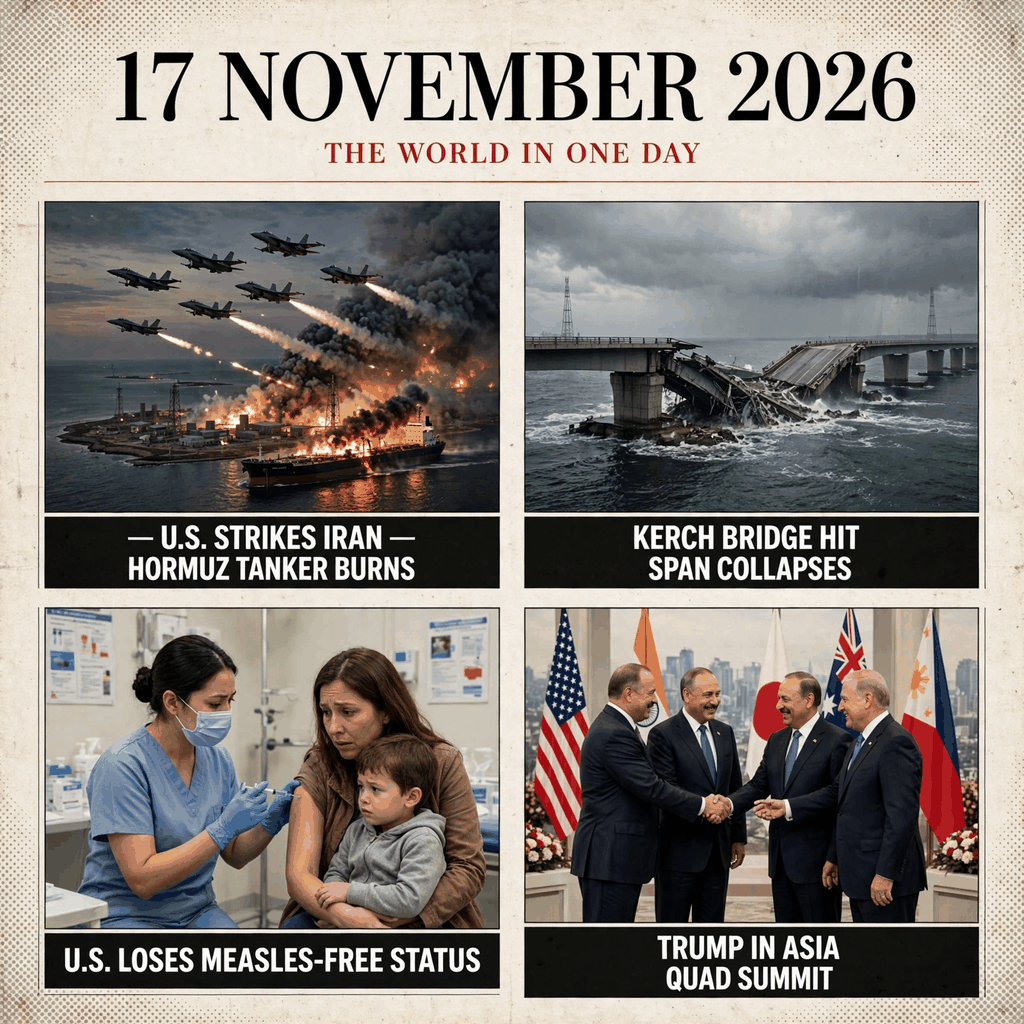 17 NOVEMBER 2026
THE WORLD IN ONE DAY
— U.S. STRIKES IRAN —
HORMUZ TANKER BURNS
KERCH BRIDGE HIT
SPAN COLLAPSES
U.S. LOSES MEASLES-FREE STATUS
TRUMP IN ASIA
QUAD SUMMIT